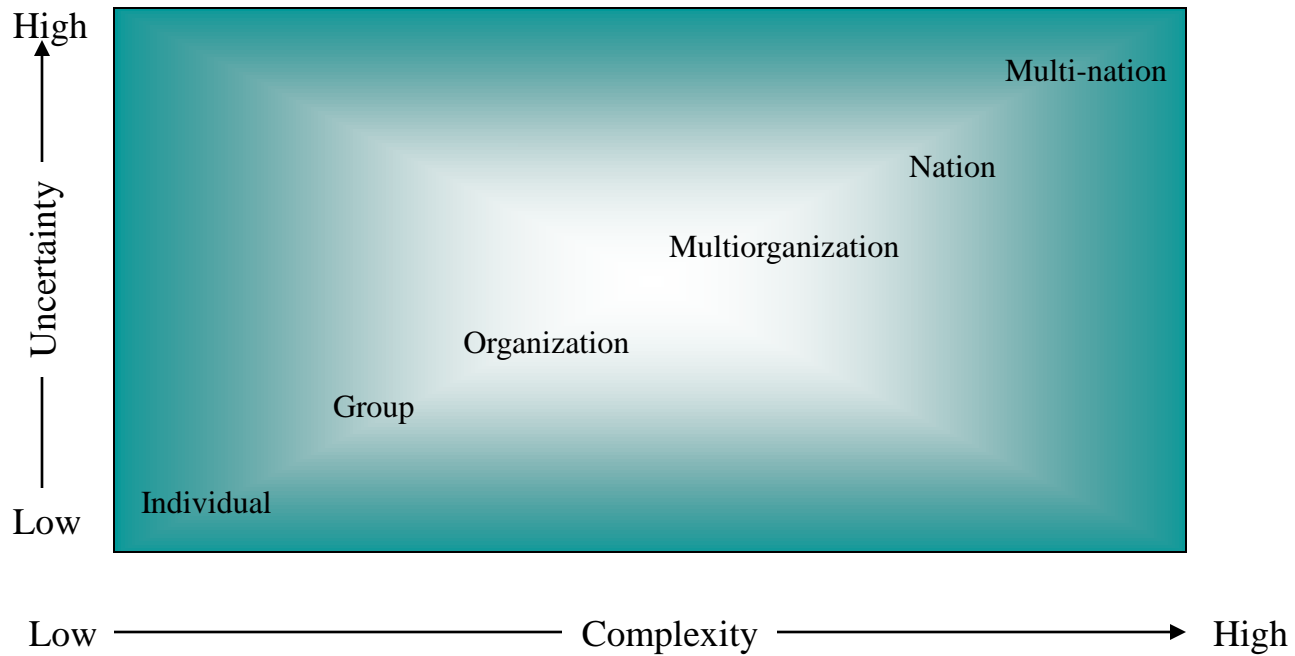 High
Multi-nation
Nation
Uncertainty
Multiorganization
Organization
Group
Individual
Low
Low
Complexity
High